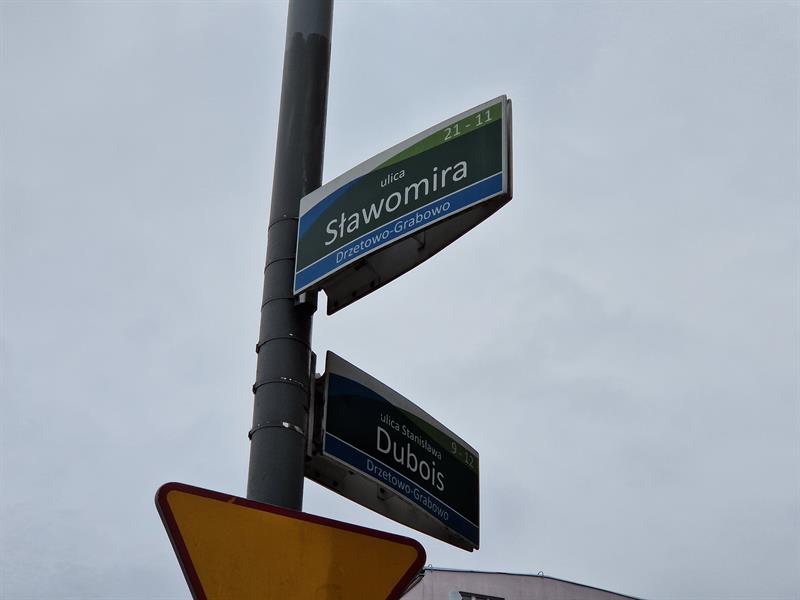 21 - 11
ulica
Sławomira
Drzetowo-Grabowo
9 - 12
ulica Stanisława
Dubois
Drzetowo-Grabowo